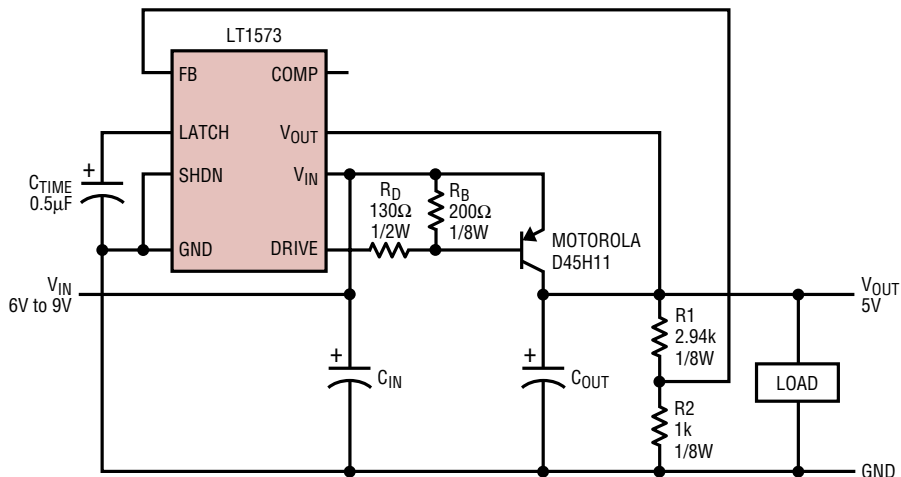 LT1573
FB
COMP
LATCH
VOUT
SHDN
VIN
GND
DRIVE
+
CTIME
0.5µF
RD
130Ω
1/2W
RB
200Ω
1/8W
MOTOROLA
D45H11
VIN
6V to 9V
VOUT
5V
+
CIN
+
COUT
R1
2.94k
1/8W
R2
1k
1/8W
LOAD
GND